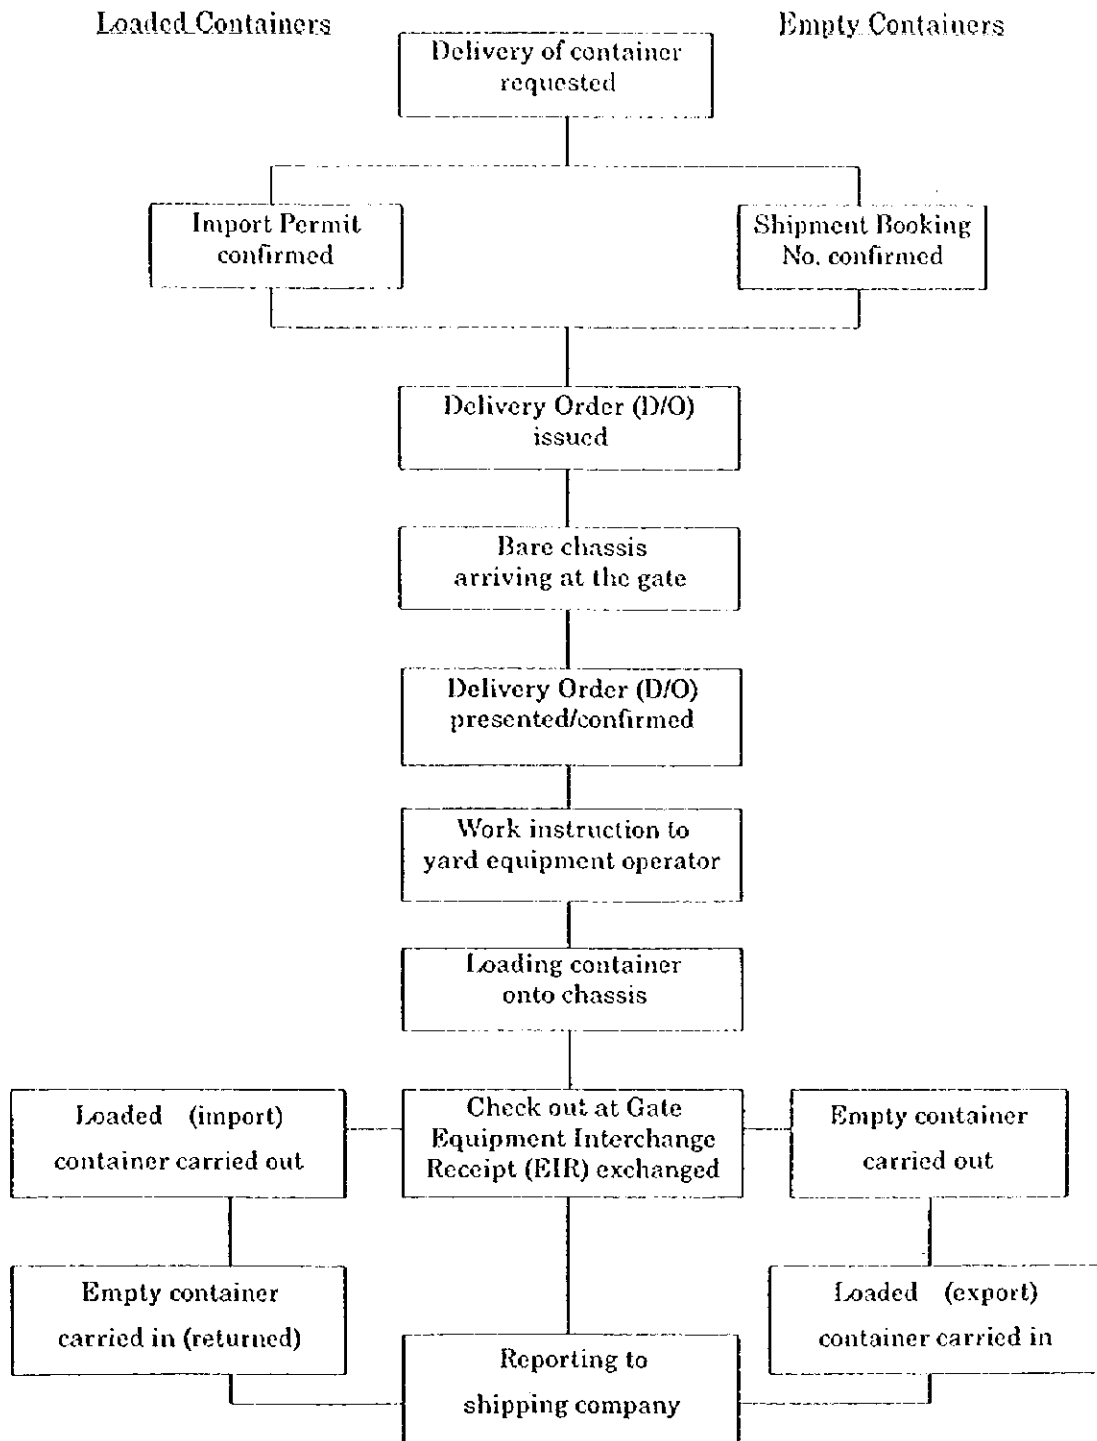 Loaded Containers
Empty Containers
Delivery of container
requested
Import Permit
confirmed
Shipment Booking
No. confirmed
Delivery Order (D/O)
issued
Bare chassis
arriving at the gate
Delivery Order (D/O)
presented/confirmed
Work instruction to
yard equipment operator
Loading container
onto chassis
Loaded (import)
container carried out
Check out at Gate
Equipment Interchange
Receipt (EIR) exchanged
Empty container
carried out
Empty container
carried in (returned)
Loaded (export)
container carried in
Reporting to
shipping company